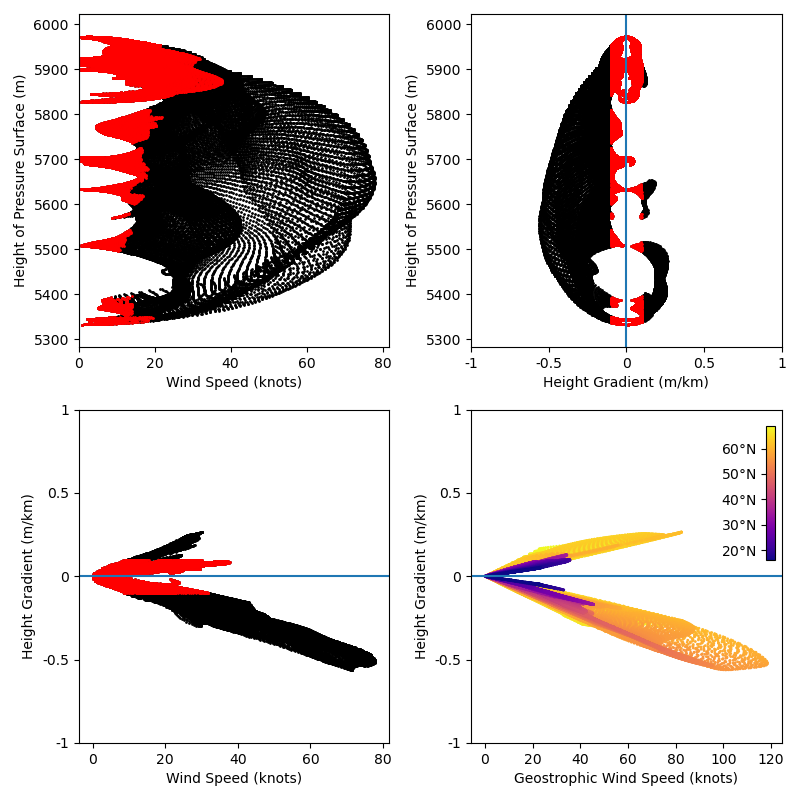 6000
5900
5800
5700
5600
5500
5400
5300
0 20 40 60 80
Wind Speed (knots)
Height of Pressure Surface (m)
6000
5900
5800
5700
5600
5500
5400
5300
-1 -0.5 0 0.5 1
Height Gradient (m/km)
Height of Pressure Surface (m)
1
0.5
0
-0.5
-1
0 20 40 60 80
Wind Speed (knots)
Height Gradient (m/km)
1
0.5
0
-0.5
-1
0 20 40 60 80 100 120
Geostrophic Wind Speed (knots)
Height Gradient (m/km)
60°N
50°N
40°N
30°N
20°N